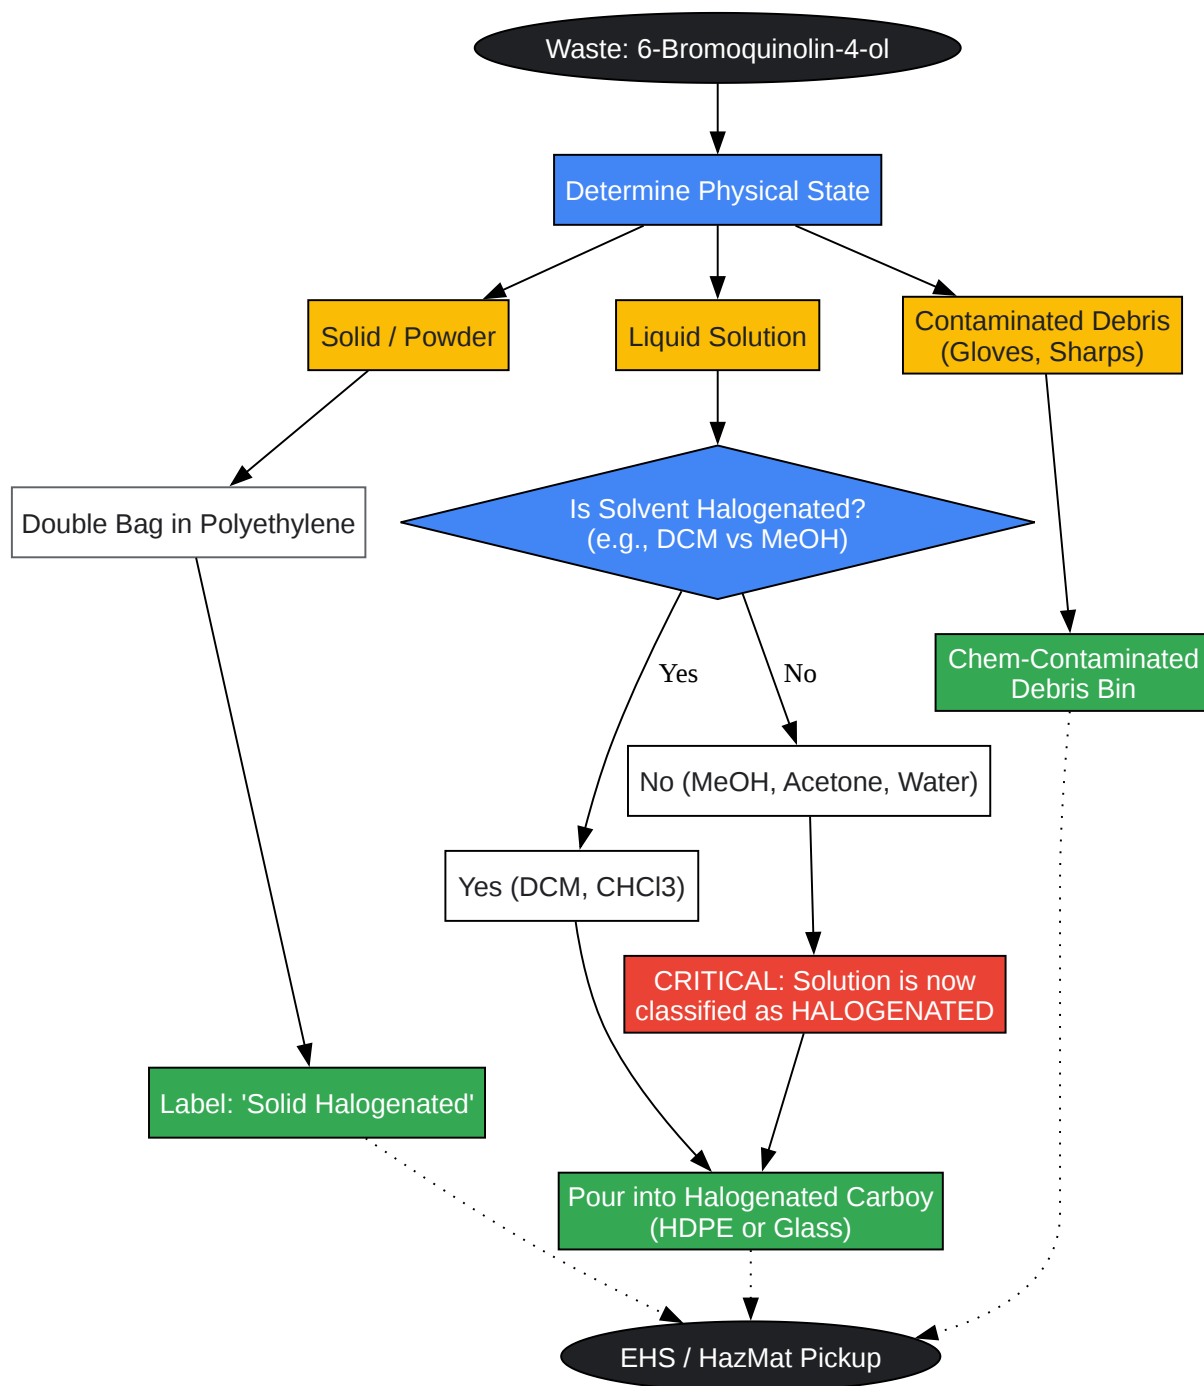 Waste: 6-Bromoquinolin-4-ol
Determine Physical State
Solid / Powder
Liquid Solution
Contaminated Debris
(Gloves, Sharps)
Double Bag in Polyethylene
Is Solvent Halogenated?
(e.g., DCM vs MeOH)
Yes
No
Chem-Contaminated
Debris Bin
No (MeOH, Acetone, Water)
Yes (DCM, CHCl3)
CRITICAL: Solution is now
classified as HALOGENATED
Label: 'Solid Halogenated'
Pour into Halogenated Carboy
(HDPE or Glass)
EHS / HazMat Pickup